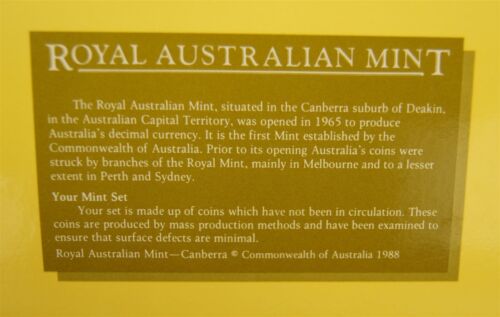 ROYAL AUSTRALIAN MINT
The Royal Australian Mint, situated in the Canberra suburb of Deakin,
in the Australian Capital Territory, was opened in 1965 to produce
Australia's decimal currency. It is the first Mint established by the
Commonwealth of Australia. Prior to its opening Australia's coins were
struck by branches of the Royal Mint, mainly in Melbourne and to a lesser
extent in Perth and Sydney.
Your Mint Set
Your set is made up of coins which have not been in circulation. These
coins are produced by mass production methods and have been examined to
ensure that surface defects are minimal.
Royal Australian Mint—Canberra © Commonwealth of Australia 1988